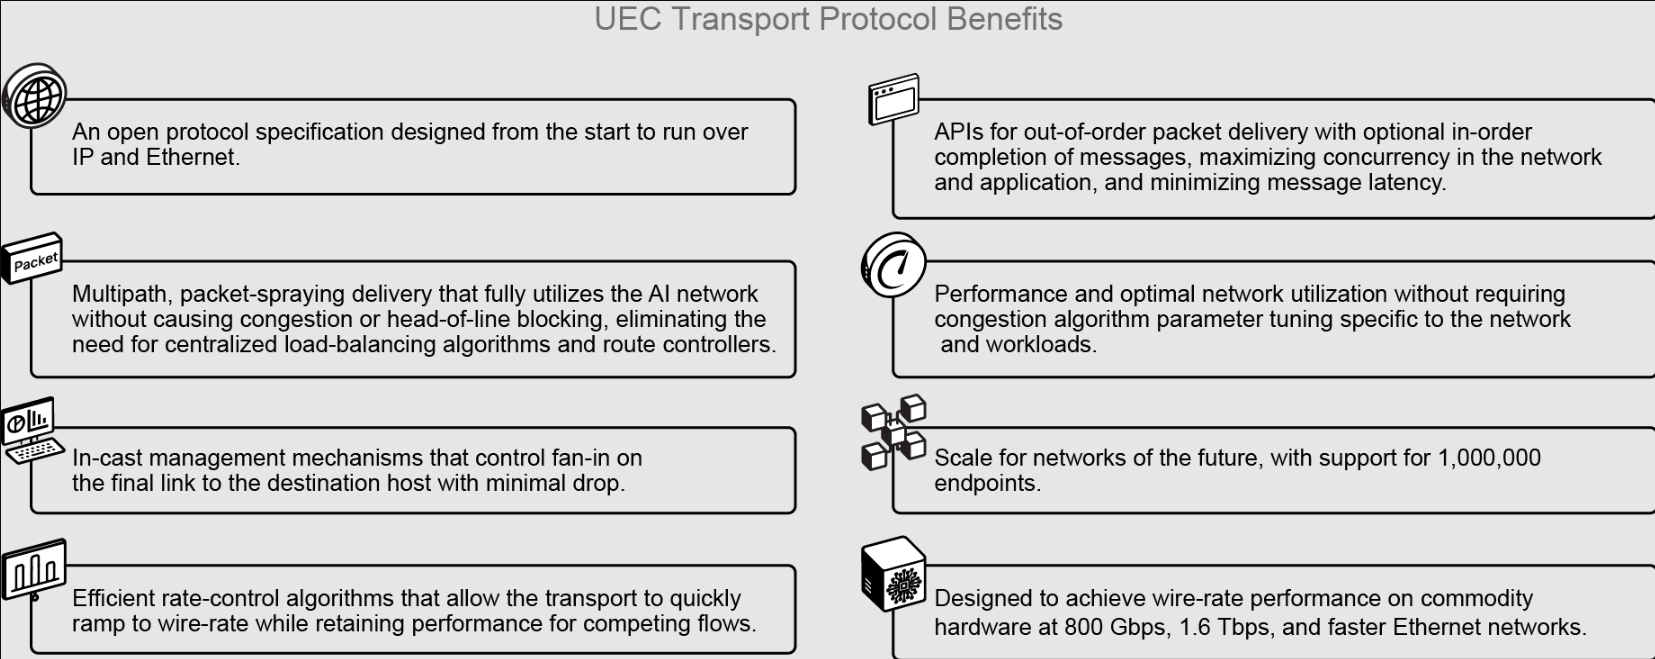 UEC Transport Protocol Benefits
An open protocol specification designed from the start to run over
IP and Ethernet.
Packet
Multipath, packet-spraying delivery that fully utilizes the AI network
without causing congestion or head-of-line blocking, eliminating the
need for centralized load-balancing algorithms and route controllers.
In-cast management mechanisms that control fan-in on
the final link to the destination host with minimal drop.
Efficient rate-control algorithms that allow the transport to quickly
ramp to wire-rate while retaining performance for competing flows.
APIs for out-of-order packet delivery with optional in-order
completion of messages, maximizing concurrency in the network
and application, and minimizing message latency.
Performance and optimal network utilization without requiring
congestion algorithm parameter tuning specific to the network
and workloads.
Scale for networks of the future, with support for 1,000,000
endpoints.
Designed to achieve wire-rate performance on commodity
hardware at 800 Gbps, 1.6 Tbps, and faster Ethernet networks.